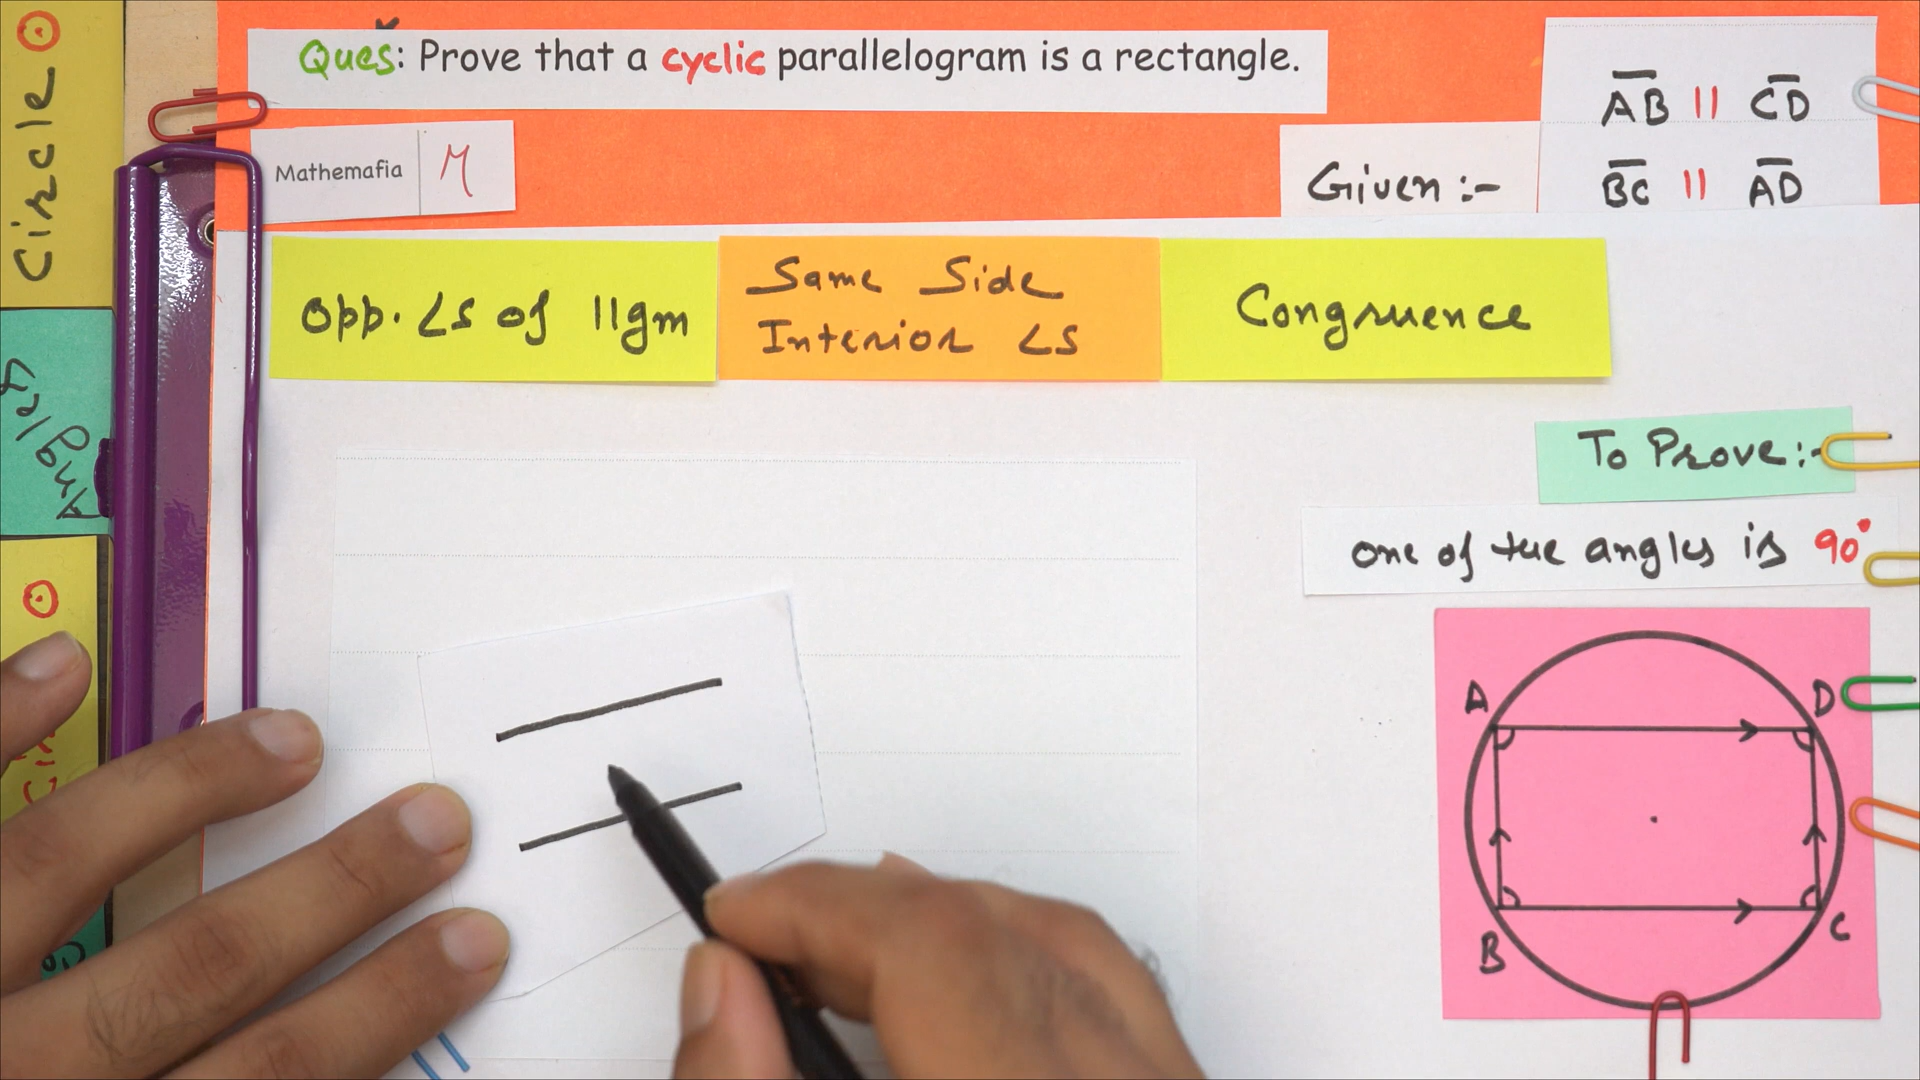 Circle
Angles
Ques: Prove that a cyclic parallelogram is a rectangle.
Mathemafia M
Given :-
AB || CD
BC || AD
Opp. ∠s of ||gm
Same Side
Interior ∠s
Congruence
To Prove:-
one of the angles is 90°
A
D
B
C